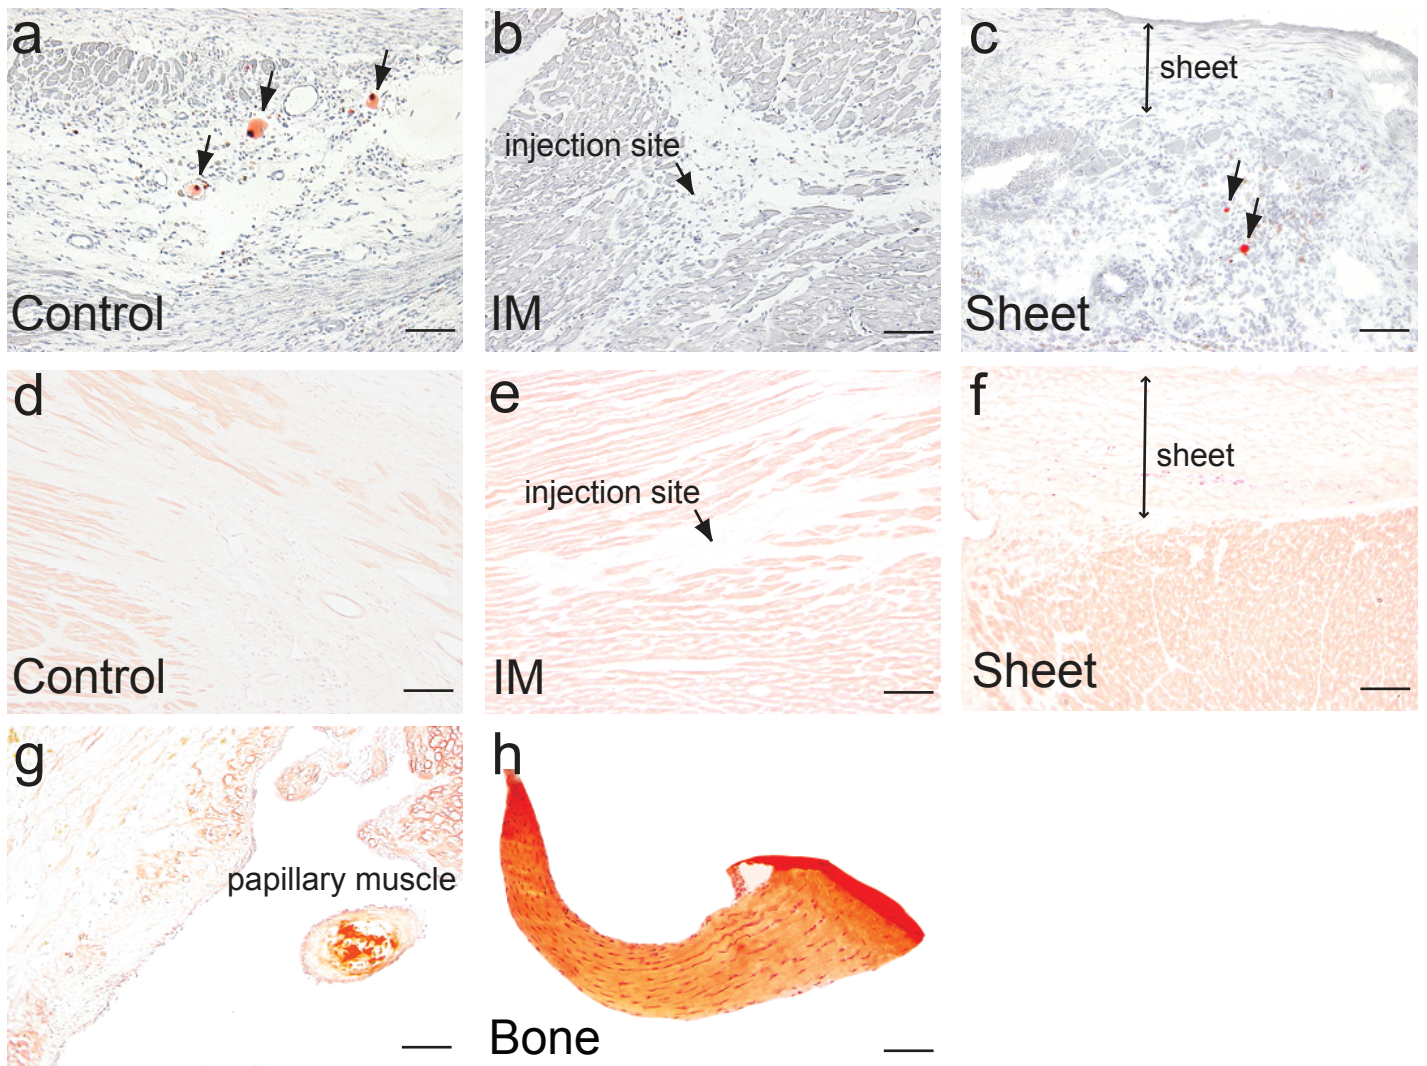 a
Control
b
injection site
IM
c
sheet
Sheet
d
Control
e
injection site
IM
f
sheet
Sheet
g
papillary muscle
h
Bone